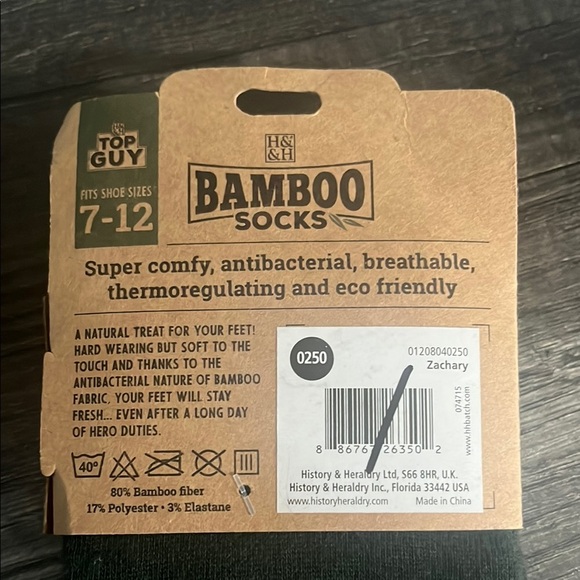 H&H
TOP
GUY
FITS SHOE SIZES
7-12
H&
&H
BAMBOO
SOCKS
Super comfy, antibacterial, breathable,
thermoregulating and eco friendly
A NATURAL TREAT FOR YOUR FEET!
HARD WEARING BUT SOFT TO THE
TOUCH AND THANKS TO THE
ANTIBACTERIAL NATURE OF BAMBOO
FABRIC, YOUR FEET WILL STAY
FRESH... EVEN AFTER A LONG DAY
OF HERO DUTIES.
40°
80% Bamboo fiber
17% Polyester • 3% Elastane
0250
01208040250
Zachary
074715
www.hhbatch.com
8 86767 26350 2
History & Heraldry Ltd, S66 8HR, U.K.
History & Heraldry Inc., Florida 33442 USA
www.historyheraldry.com Made in China